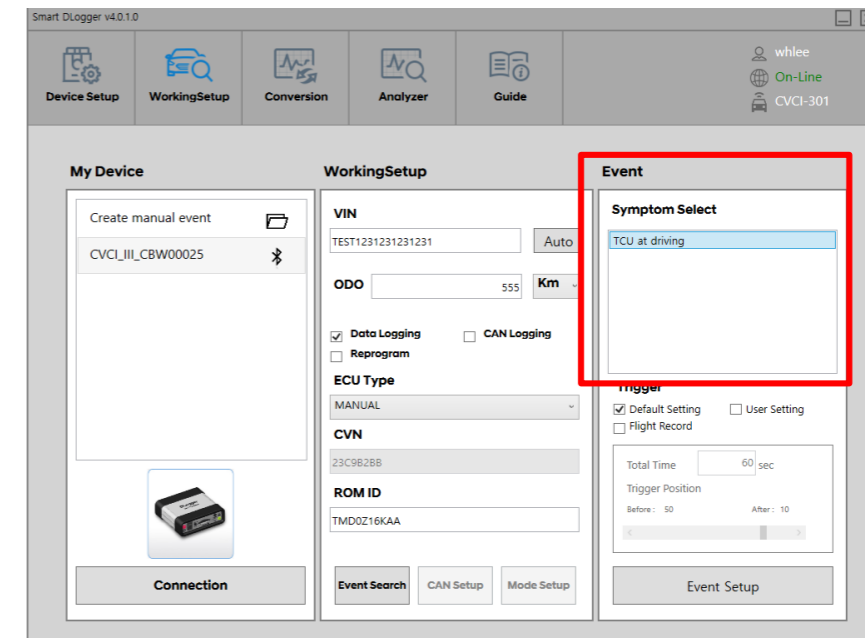 Smart DLogger v4.0.1.0
Device Setup
WorkingSetup
Conversion
Analyzer
Guide
whlee
On-Line
CVCI-301
My Device
Create manual event
CVCI_III_CBW00025
Connection
WorkingSetup
VIN
TEST1231231231231
Auto
ODO
555
Km
Data Logging
CAN Logging
Reprogram
ECU Type
MANUAL
CVN
23C9B2BB
ROM ID
TMD0Z16KAA
Event Search
CAN Setup
Mode Setup
Event
Symptom Select
TCU at driving
Trigger
Default Setting
User Setting
Flight Record
Total Time
60 sec
Trigger Position
Before : 50
After : 10
Event Setup